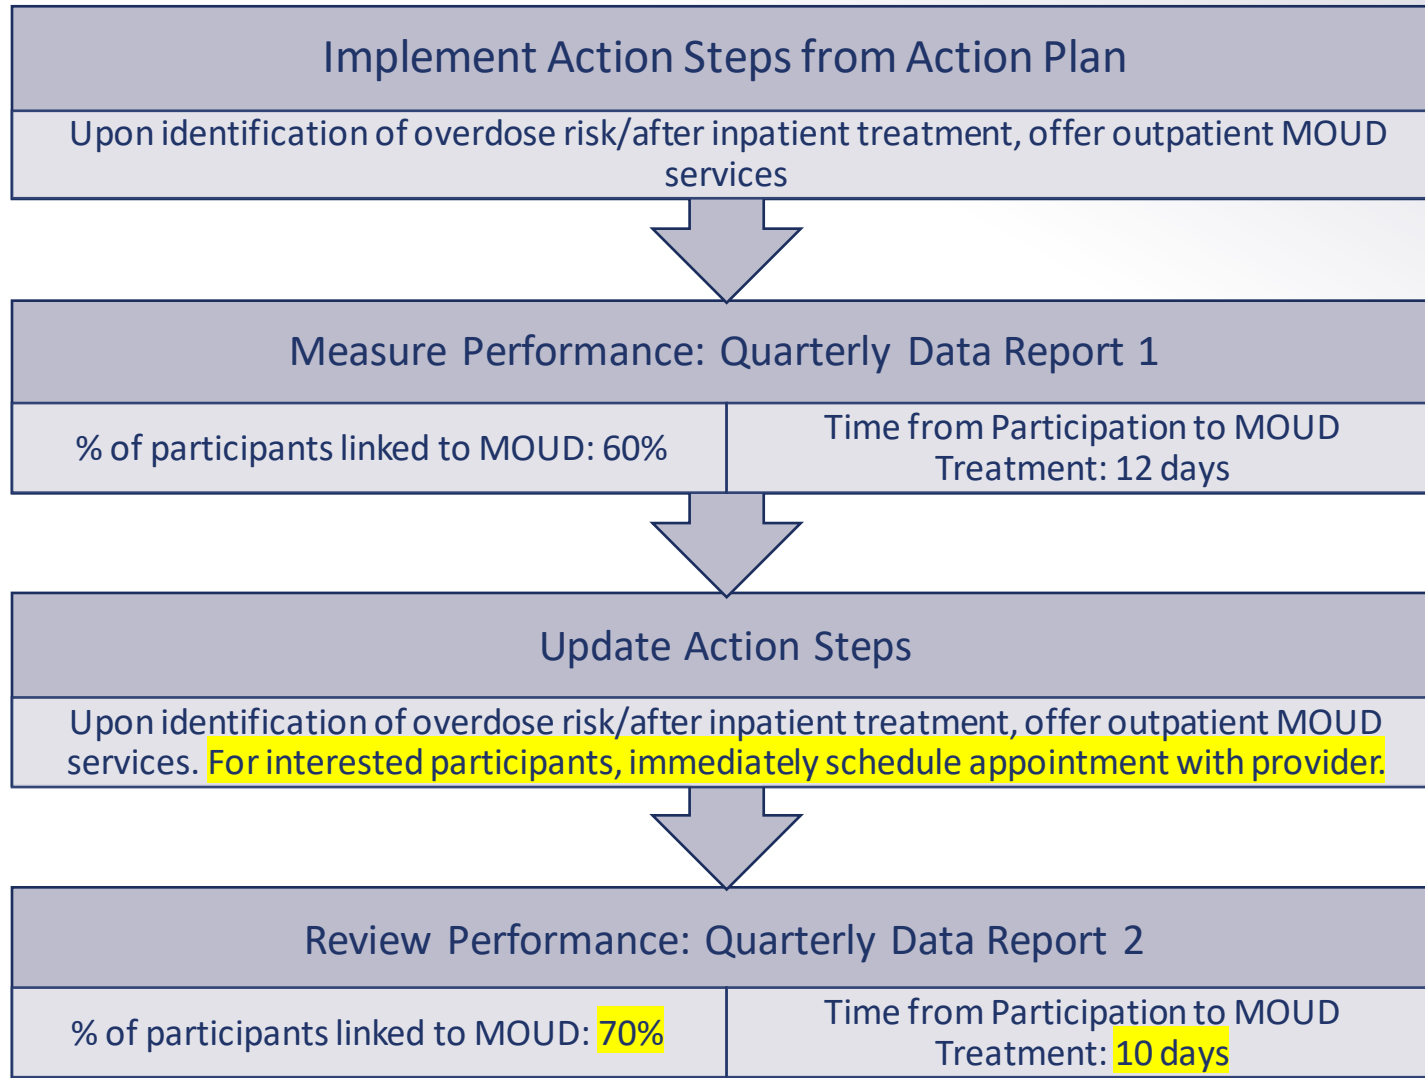 Implement Action Steps from Action Plan
Upon identification of overdose risk/after inpatient treatment, offer outpatient MOUD
services
Measure Performance: Quarterly Data Report 1
% of participants linked to MOUD: 60%
Time from Participation to MOUD
Treatment: 12 days
Update Action Steps
Upon identification of overdose risk/after inpatient treatment, offer outpatient MOUD
services. For interested participants, immediately schedule appointment with provider.
Review Performance: Quarterly Data Report 2
% of participants linked to MOUD: 70%
Time from Participation to MOUD
Treatment: 10 days